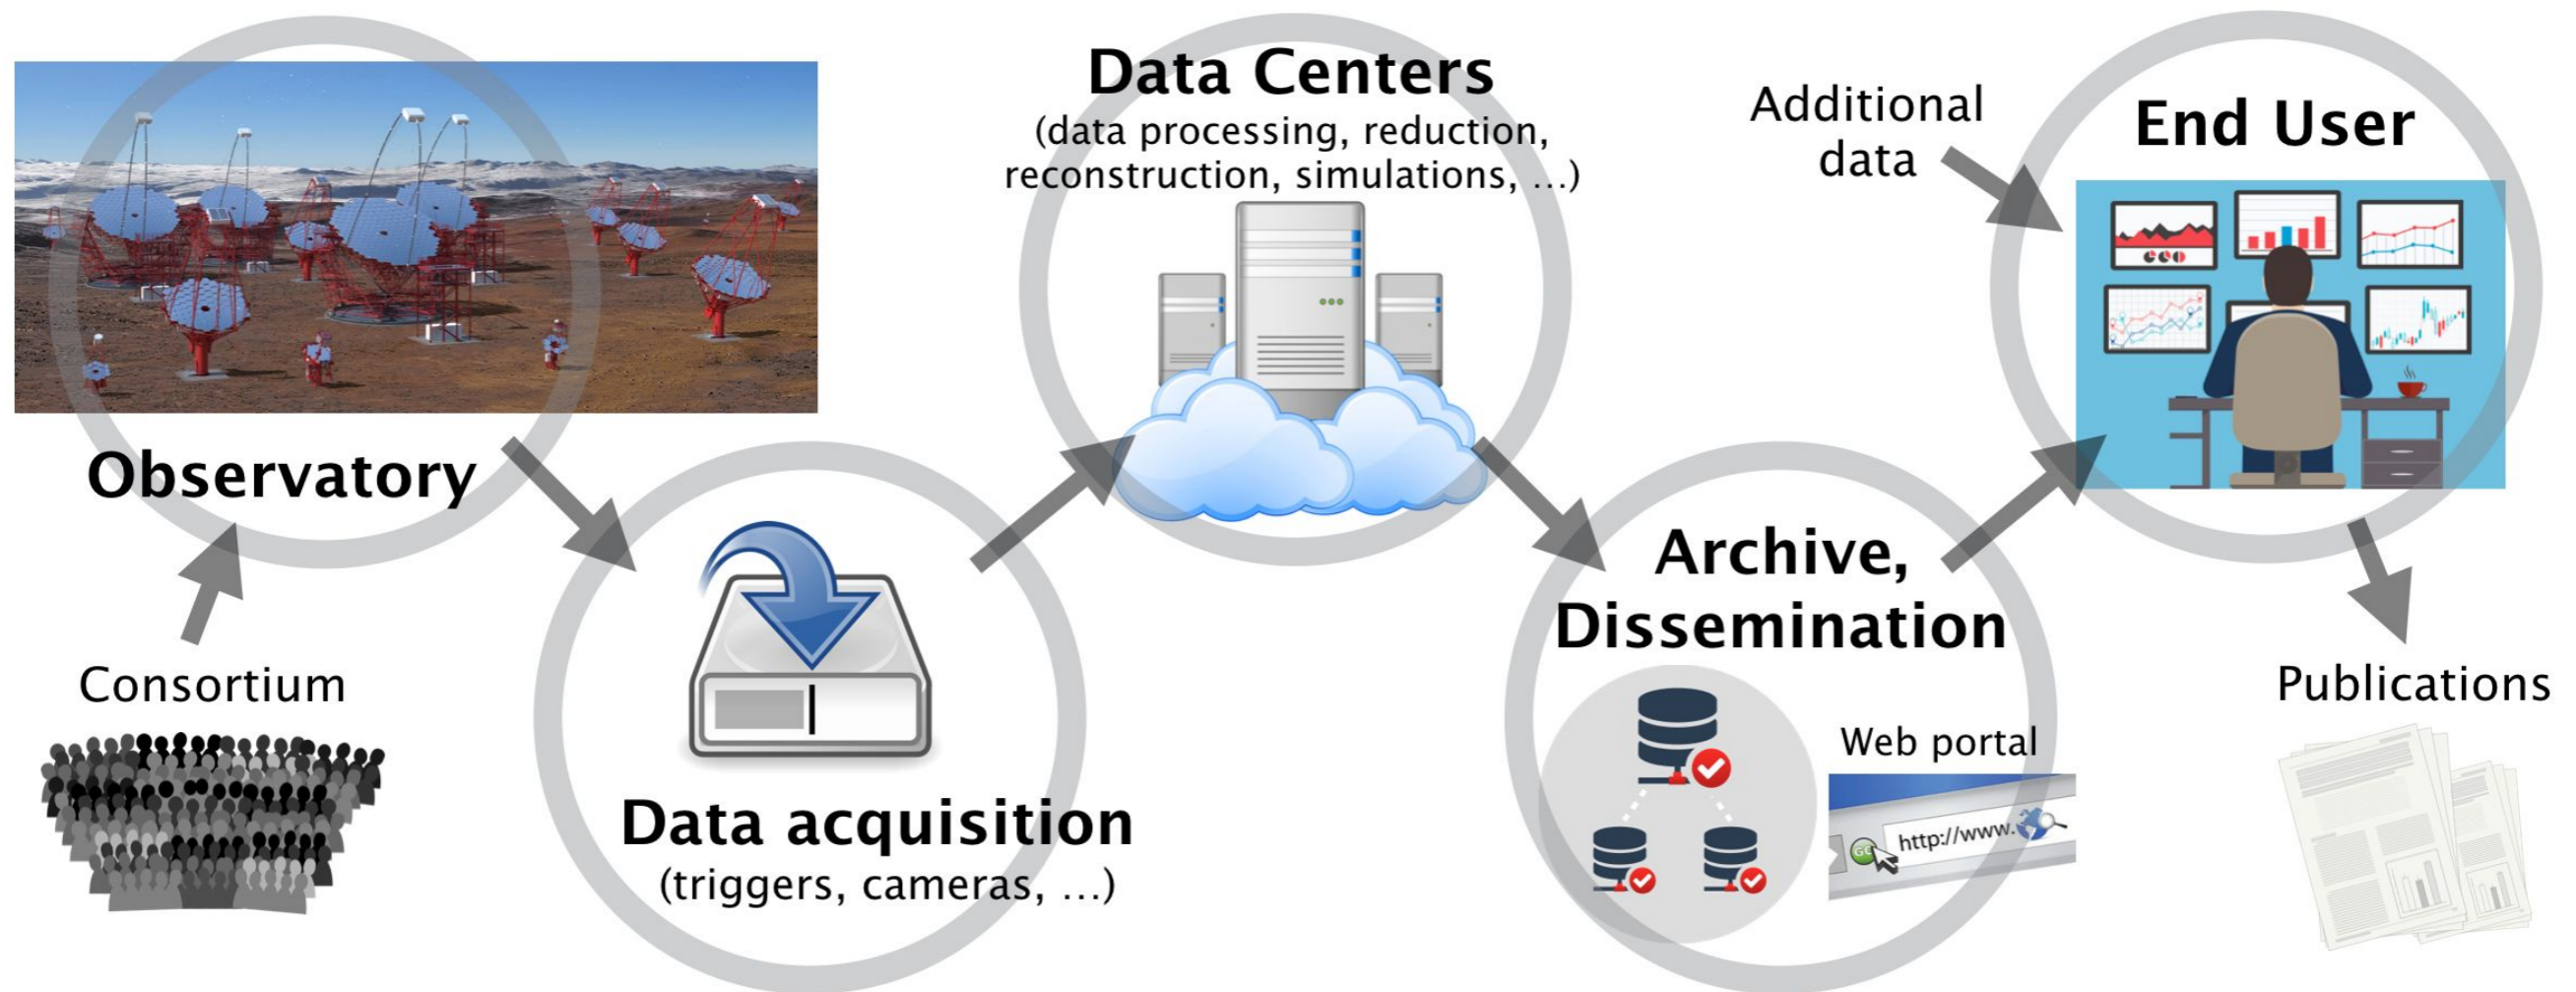 Observatory
Consortium
Data acquisition
(triggers, cameras, ...)
Data Centers
(data processing, reduction,
reconstruction, simulations, ...)
Archive,
Dissemination
Web portal
GO
http://www.
Additional
data
End User
Publications